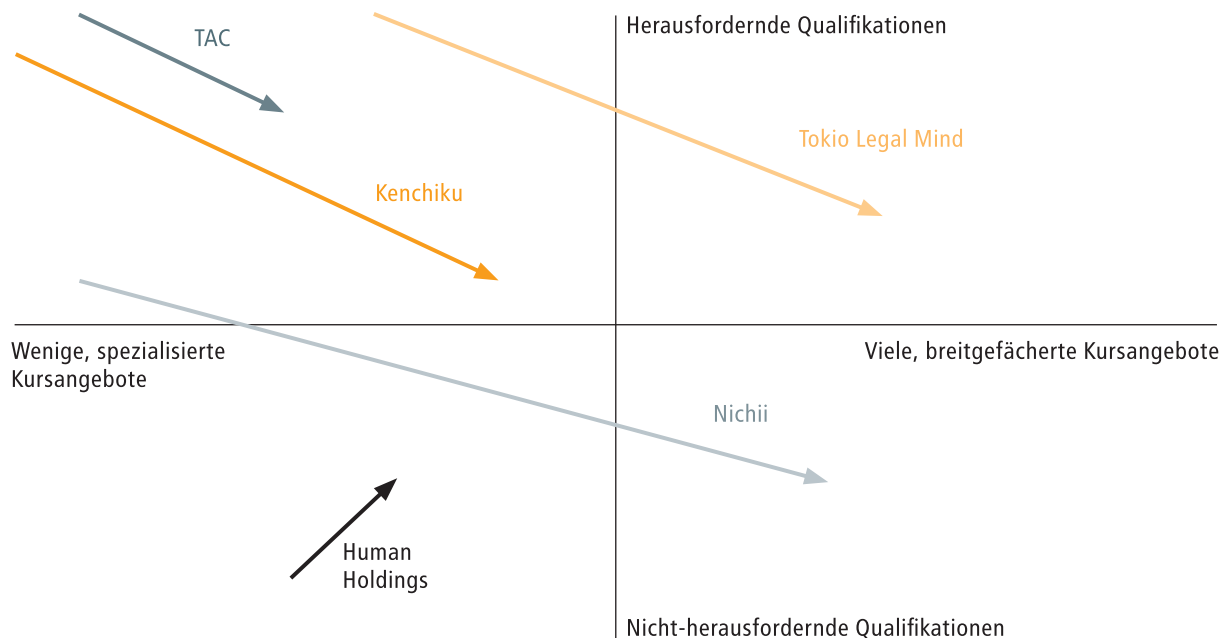 Herausfordernde Qualifikationen
TAC
Tokio Legal Mind
Kenchiku
Wenige, spezialisierte
Kursangebote
Viele, breitgefächerte Kursangebote
Nichii
Human
Holdings
Nicht-herausfordernde Qualifikationen